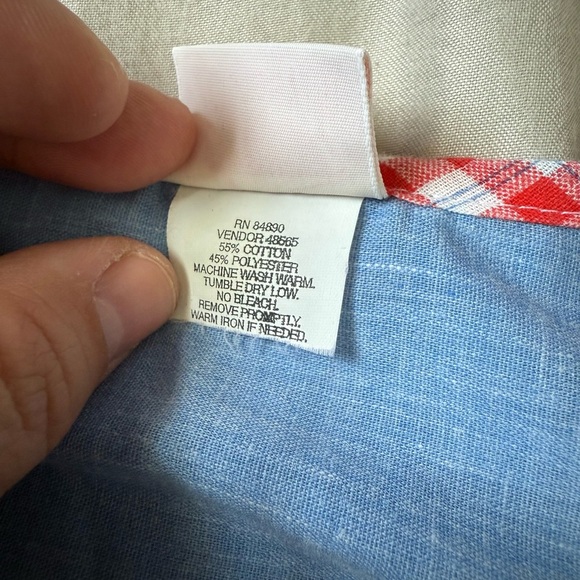 RN 84890
VENDOR 48565
55% COTTON
45% POLYESTER
MACHINE WASH WARM.
TUMBLE DRY LOW.
NO BLEACH.
REMOVE PROMPTLY.
WARM IRON IF NEEDED.